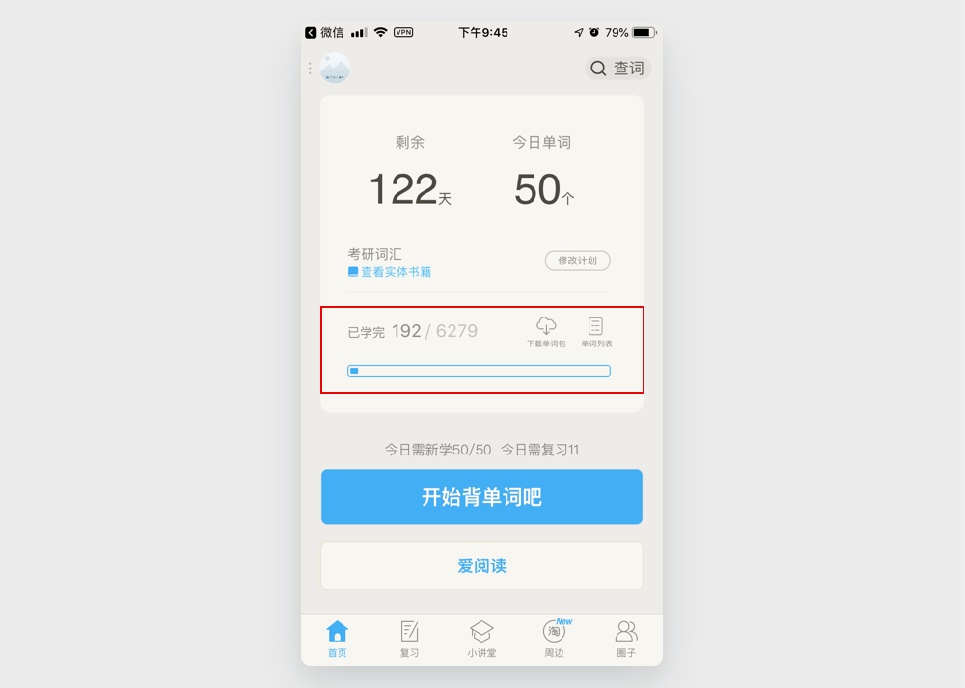 微信 VPN 下午9:45 79%
查词
剩余 今日单词
122天 50个
考研词汇
查看实体书籍 修改计划
已学完 192 / 6279
下载单词包 单词列表
今日需新学50/50 今日需复习11
开始背单词吧
爱阅读
淘 New
首页 复习 小讲堂 周边 圈子